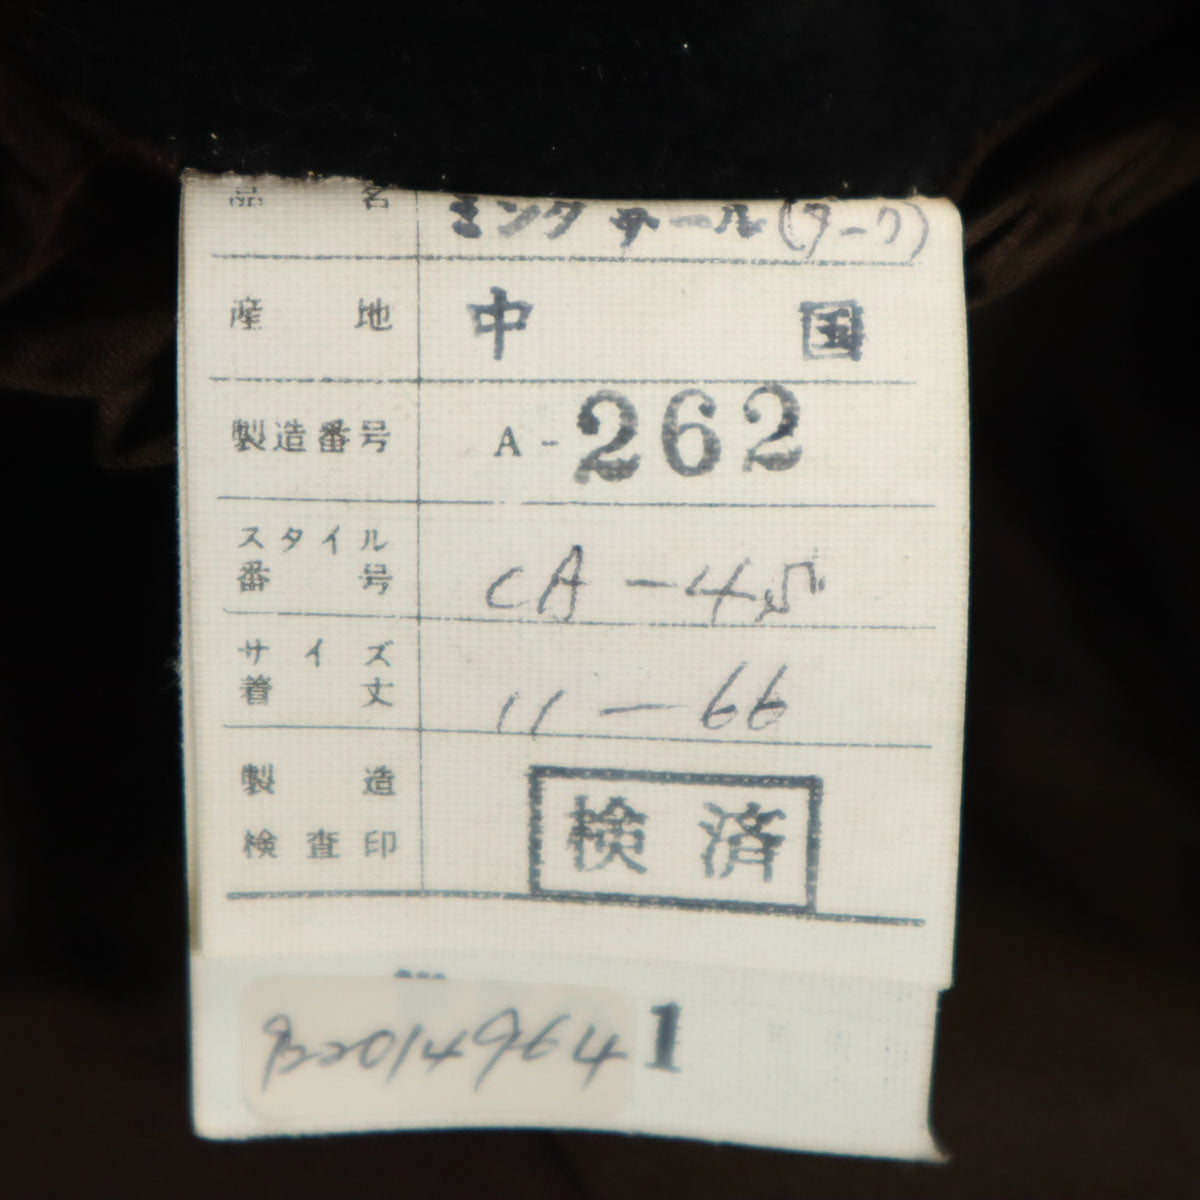 品名 ミンクテール(ダーク)
産地 中国
製造番号 A-262
スタイル番号 CA-45
サイズ着丈 11-66
製造検査印 検済
1